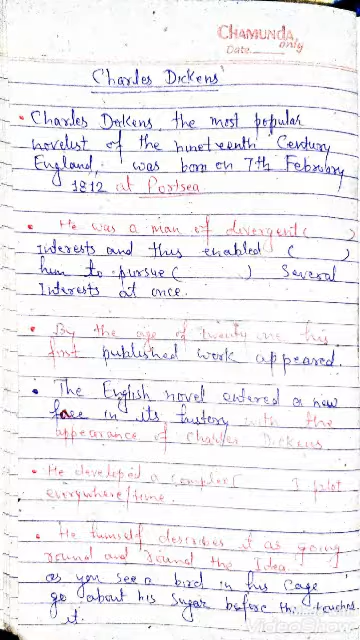 CHAMUNDA
Date only
Charles Dickens
• Charles Dickens, the most popular
novelist of the nineteenth Century
England, was born on 7th February
1812 at Portsea
• He was a man of divergent ( )
interests and this enabled ( )
him to pursue ( ) Several
Interests at once.
• By the age of twenty one his
first published work appeared.
• The English novel entered a new
face in its history with the
appearance of Charles Dickens
• He developed a complex ( ) plot
everywhere/time
• He himself describes it as going
round and round the Idea
as you see a bird in his cage
go about his Sugar before he touches
it.
VideoShow